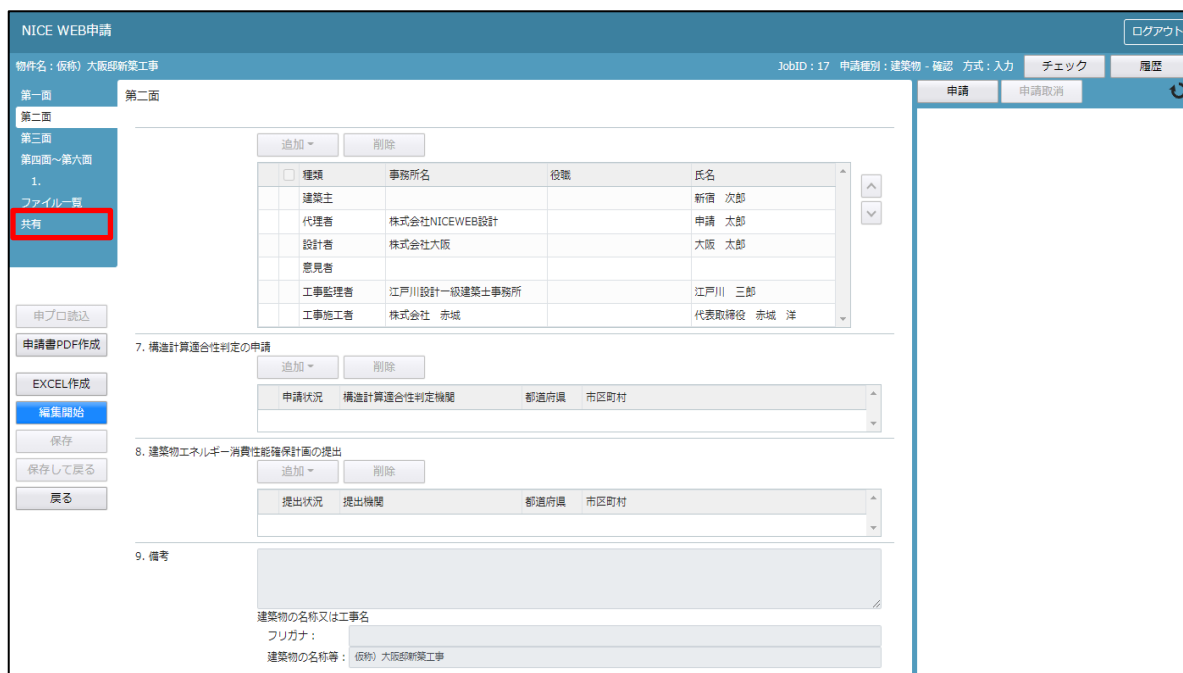 NICE WEB申請
ログアウト
物件名：仮称）大阪邸新築工事 JobID：17 申請種別：建築物 - 確認 方式：入力 チェック 履歴
第一面
第二面
第三面
第四面～第六面
1.
ファイル一覧
共有
申プロ読込
申請書PDF作成
EXCEL作成
編集開始
保存
保存して戻る
戻る
第二面
追加 削除
種類 事務所名 役職 氏名
建築主 新宿 次郎
代理者 株式会社NICEWEB設計 申請 太郎
設計者 株式会社大阪 大阪 太郎
意見者
工事監理者 江戸川設計一級建築士事務所 江戸川 三郎
工事施工者 株式会社 赤城 代表取締役 赤城 洋
7. 構造計算適合性判定の申請
追加 削除
申請状況 構造計算適合性判定機関 都道府県 市区町村
8. 建築物エネルギー消費性能確保計画の提出
追加 削除
提出状況 提出機関 都道府県 市区町村
9. 備考
建築物の名称又は工事名
フリガナ：
建築物の名称等： 仮称）大阪邸新築工事
申請 申請取消